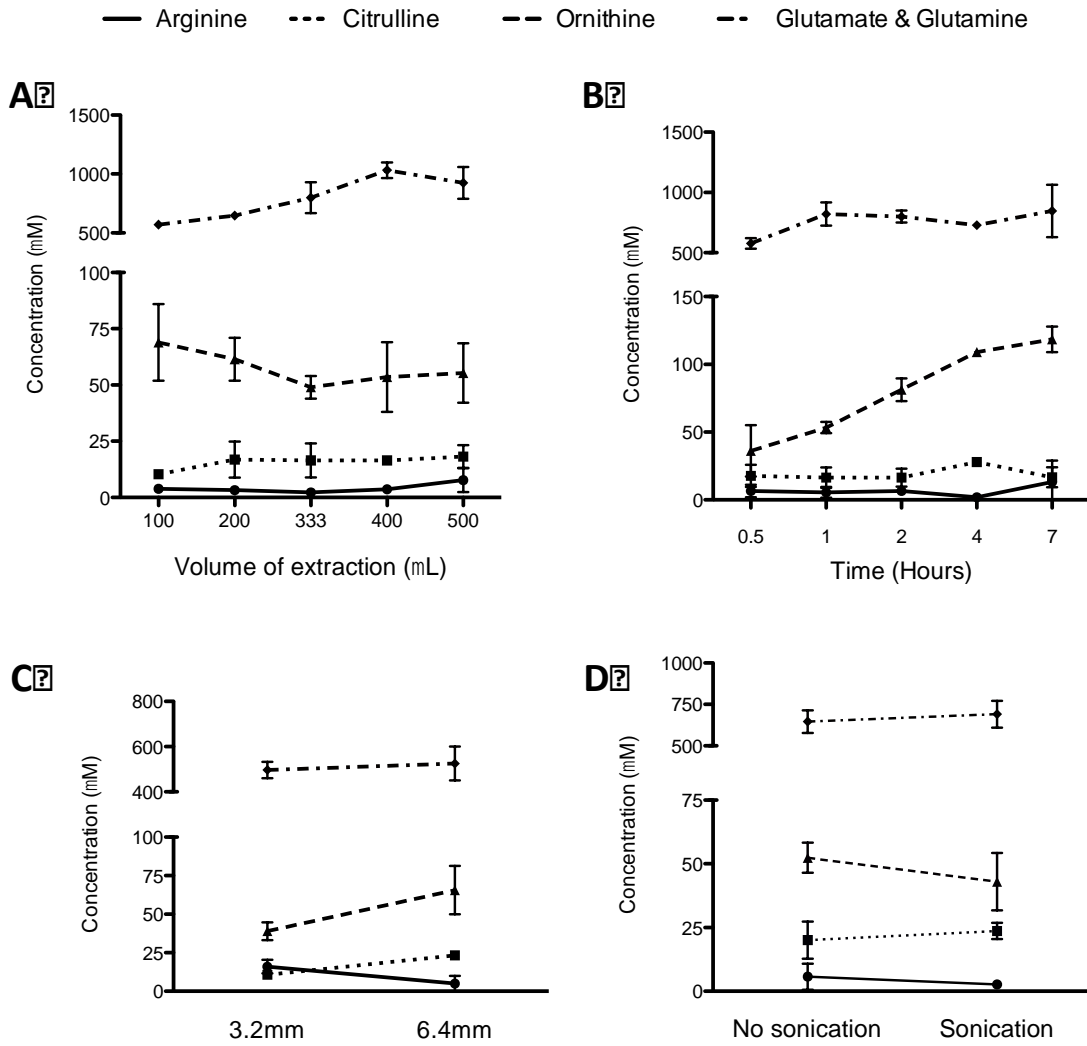 Arginine Citrulline Ornithine Glutamate & Glutamine
A⍰ B⍰
1500
1000
500
100
75
50
25
0
Concentration (mM)
100 200 333 400 500
Volume of extraction (mL)
1500
1000
500
150
100
50
0
Concentration (mM)
0.5 1 2 4 7
Time (Hours)
C⍰ D⍰
800
600
400
100
75
50
25
0
Concentration (mM)
3.2mm 6.4mm
1000
750
500
75
50
25
0
Concentration (mM)
No sonication Sonication